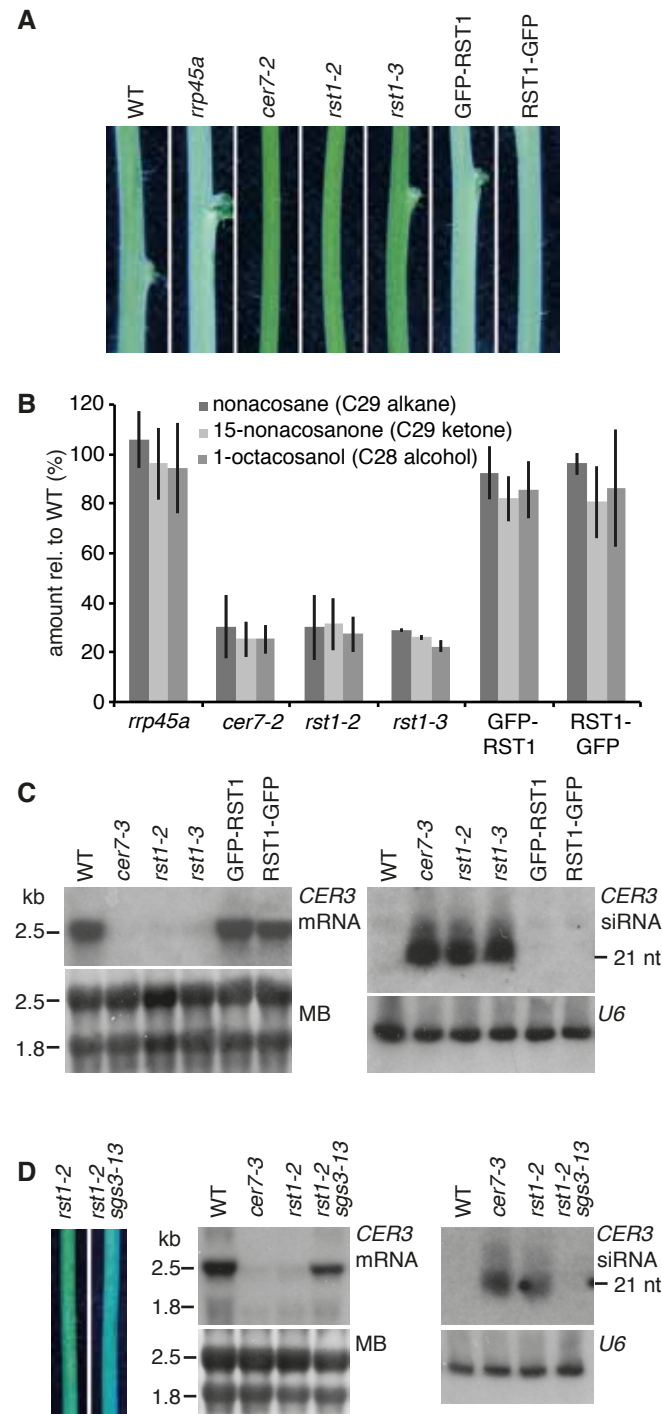 A
WT
rrp45a
cer7-2
rst1-2
rst1-3
GFP-RST1
RST1-GFP
B
nonacosane (C29 alkane)
15-nonacosanone (C29 ketone)
1-octacosanol (C28 alcohol)
amount rel. to WT (%)
120
100
80
60
40
20
0
rrp45a
cer7-2
rst1-2
rst1-3
GFP-
RST1
RST1-
GFP
C
WT
cer7-3
rst1-2
rst1-3
GFP-RST1
RST1-GFP
kb
2.5
CER3
mRNA
2.5
1.8
MB
WT
cer7-3
rst1-2
rst1-3
GFP-RST1
RST1-GFP
CER3
siRNA
21 nt
U6
D
rst1-2
rst1-2
sgs3-13
WT
cer7-3
rst1-2
rst1-2
sgs3-13
kb
2.5
1.8
CER3
mRNA
2.5
1.8
MB
WT
cer7-3
rst1-2
rst1-2
sgs3-13
CER3
siRNA
21 nt
U6